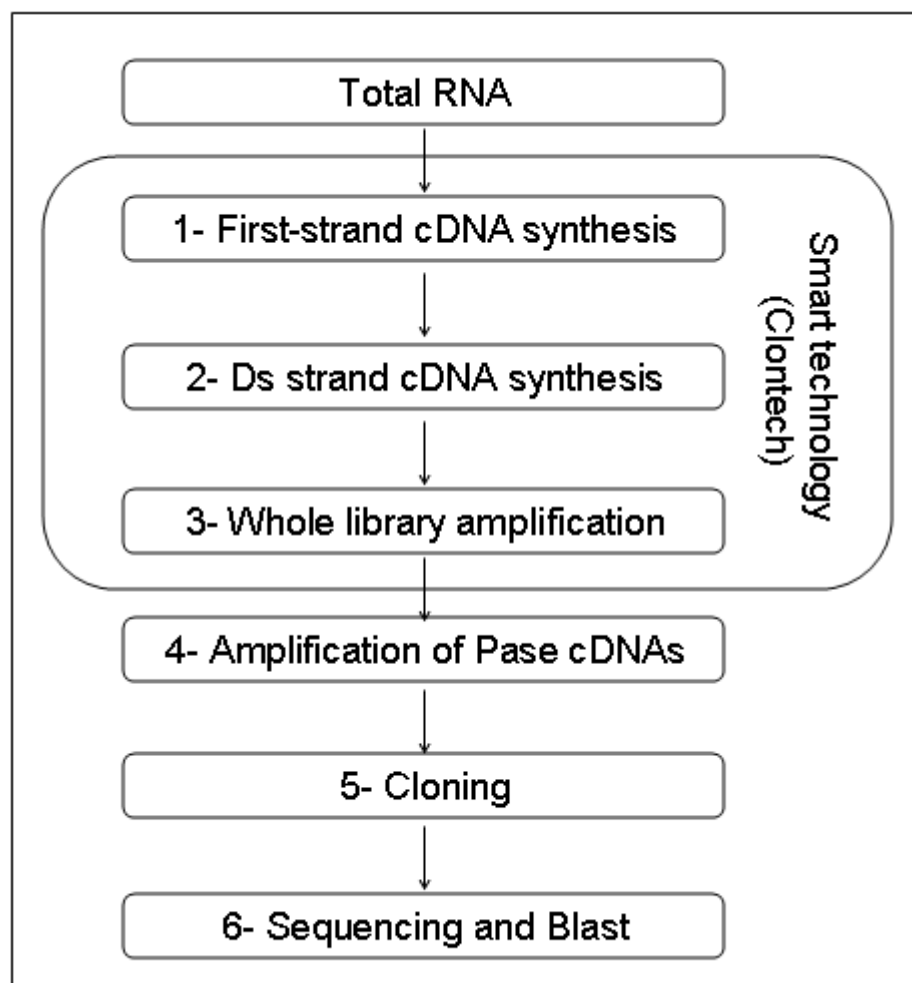 Total RNA
1- First-strand cDNA synthesis
2- Ds strand cDNA synthesis
3- Whole library amplification
Smart technology
(Clontech)
4- Amplification of Pase cDNAs
5- Cloning
6- Sequencing and Blast